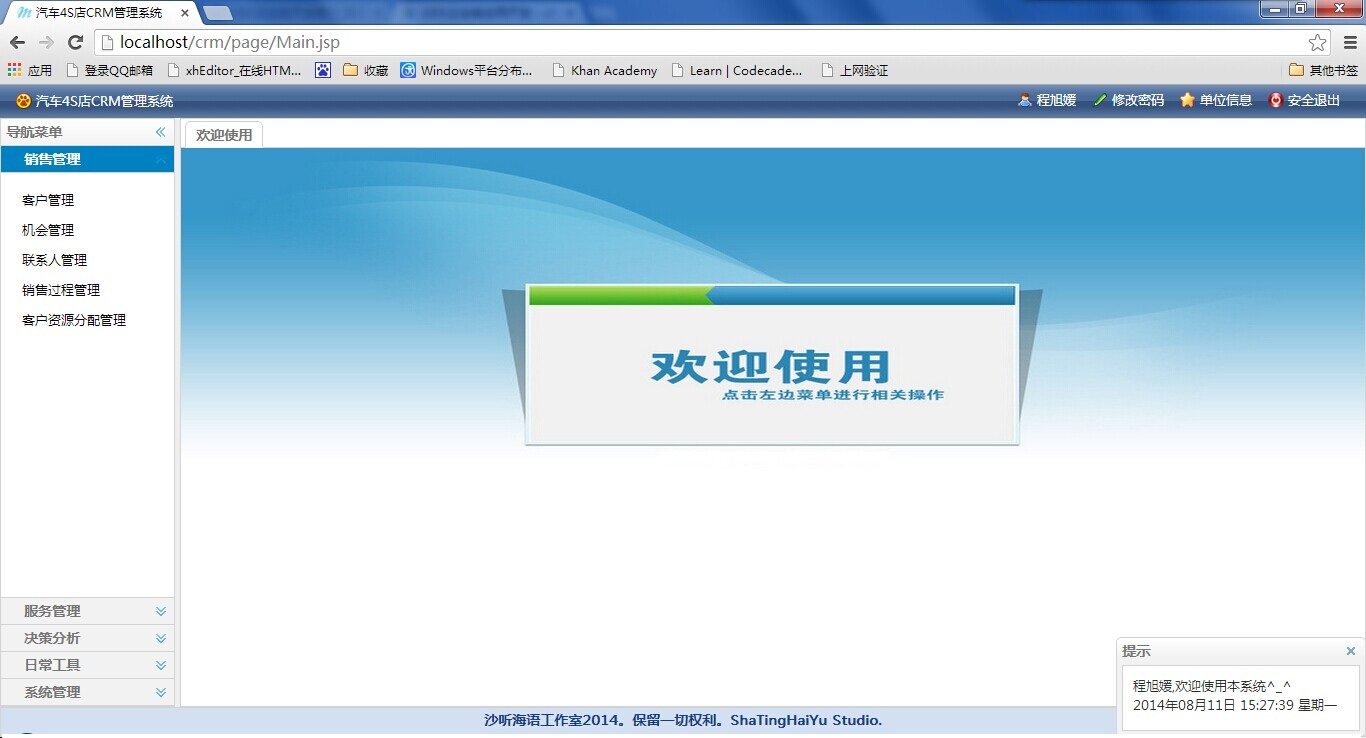 汽车4S店CRM管理系统
localhost/crm/page/Main.jsp
应用 登录QQ邮箱 xhEditor_在线HTM... 收藏 Windows平台分布... Khan Academy Learn | Codecade... 上网验证 其他书签
汽车4S店CRM管理系统 程旭媛 修改密码 单位信息 安全退出
导航菜单
欢迎使用
销售管理
客户管理
机会管理
联系人管理
销售过程管理
客户资源分配管理
欢迎使用
点击左边菜单进行相关操作
服务管理
决策分析
日常工具
系统管理
提示
程旭媛,欢迎使用本系统^_^
2014年08月11日 15:27:39 星期一
沙听海语工作室2014。保留一切权利。ShaTingHaiYu Studio.